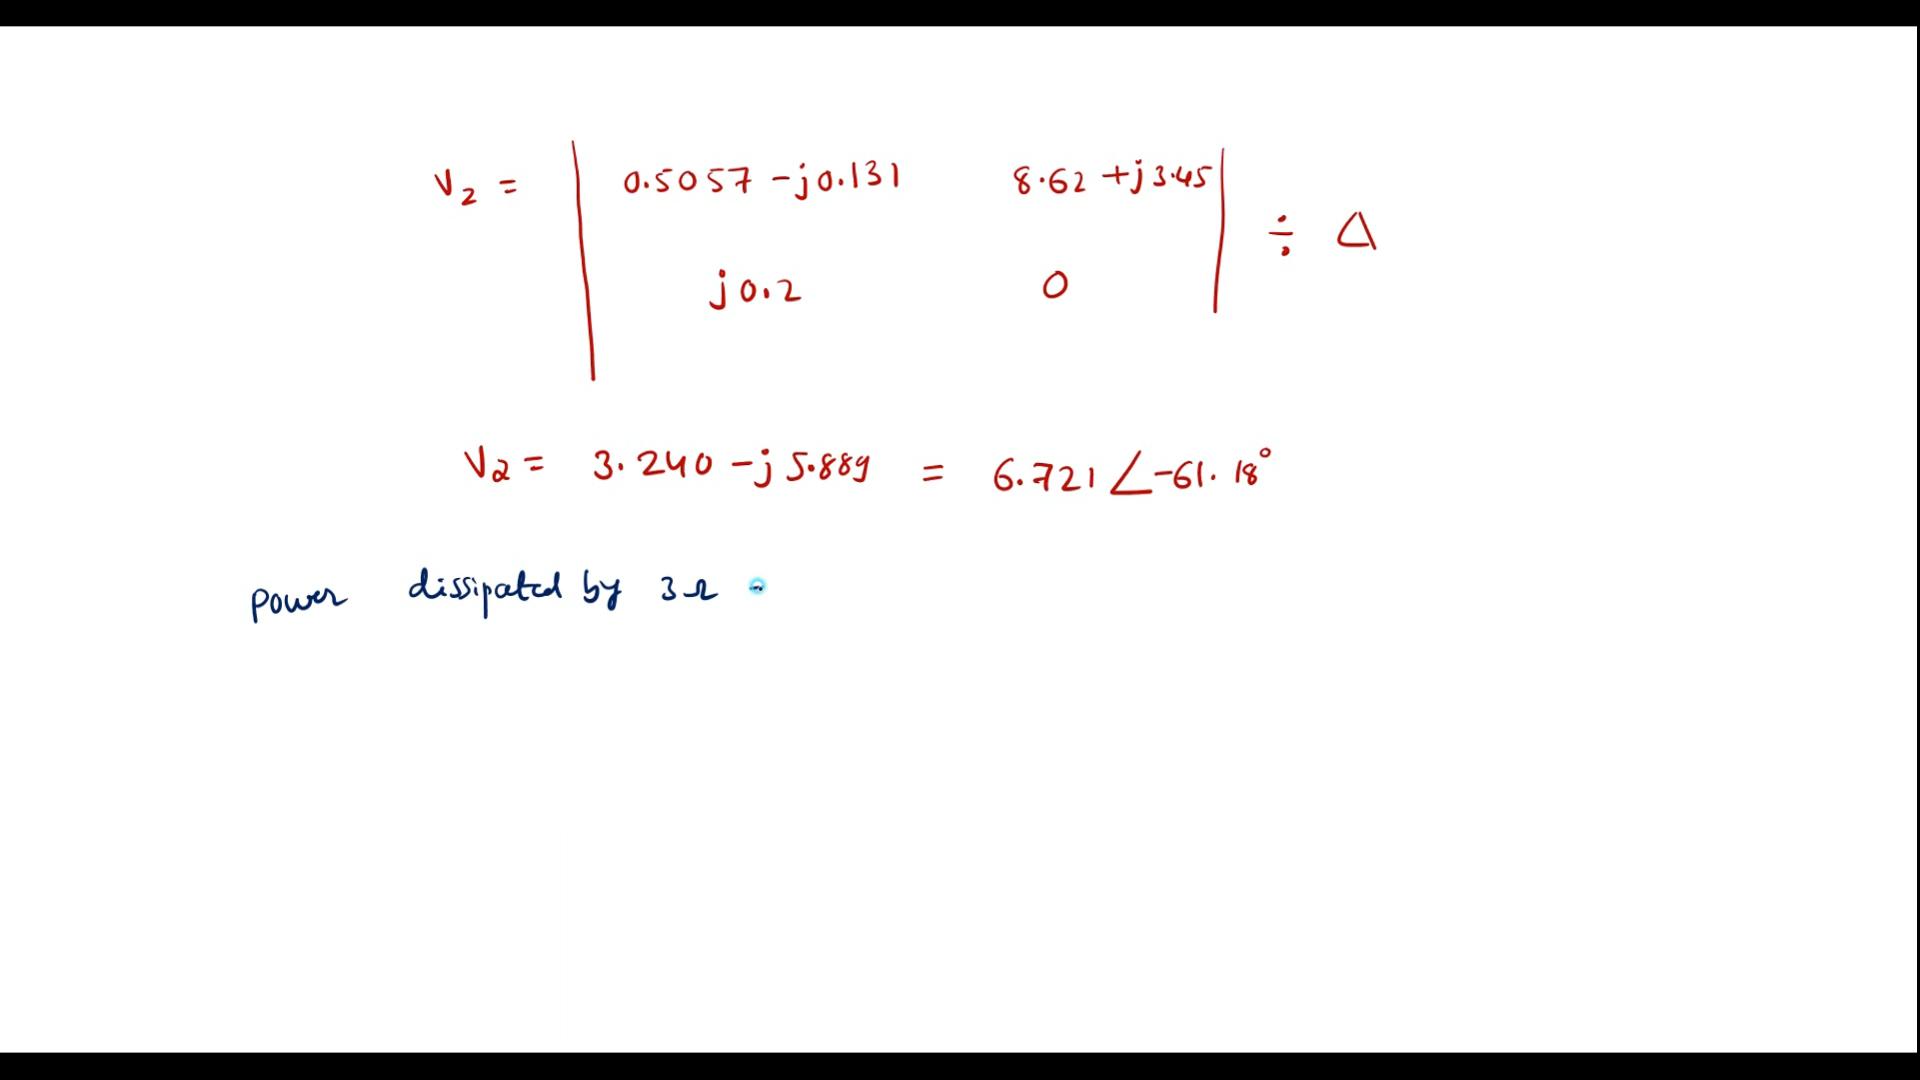 V₂ = | 0.5057 -j0.131 8.62 +j3.45 | ÷ Δ
j0.2 0
V₂ = 3.240 -j5.889 = 6.721∠-61.18°
Power dissipated by 3Ω -